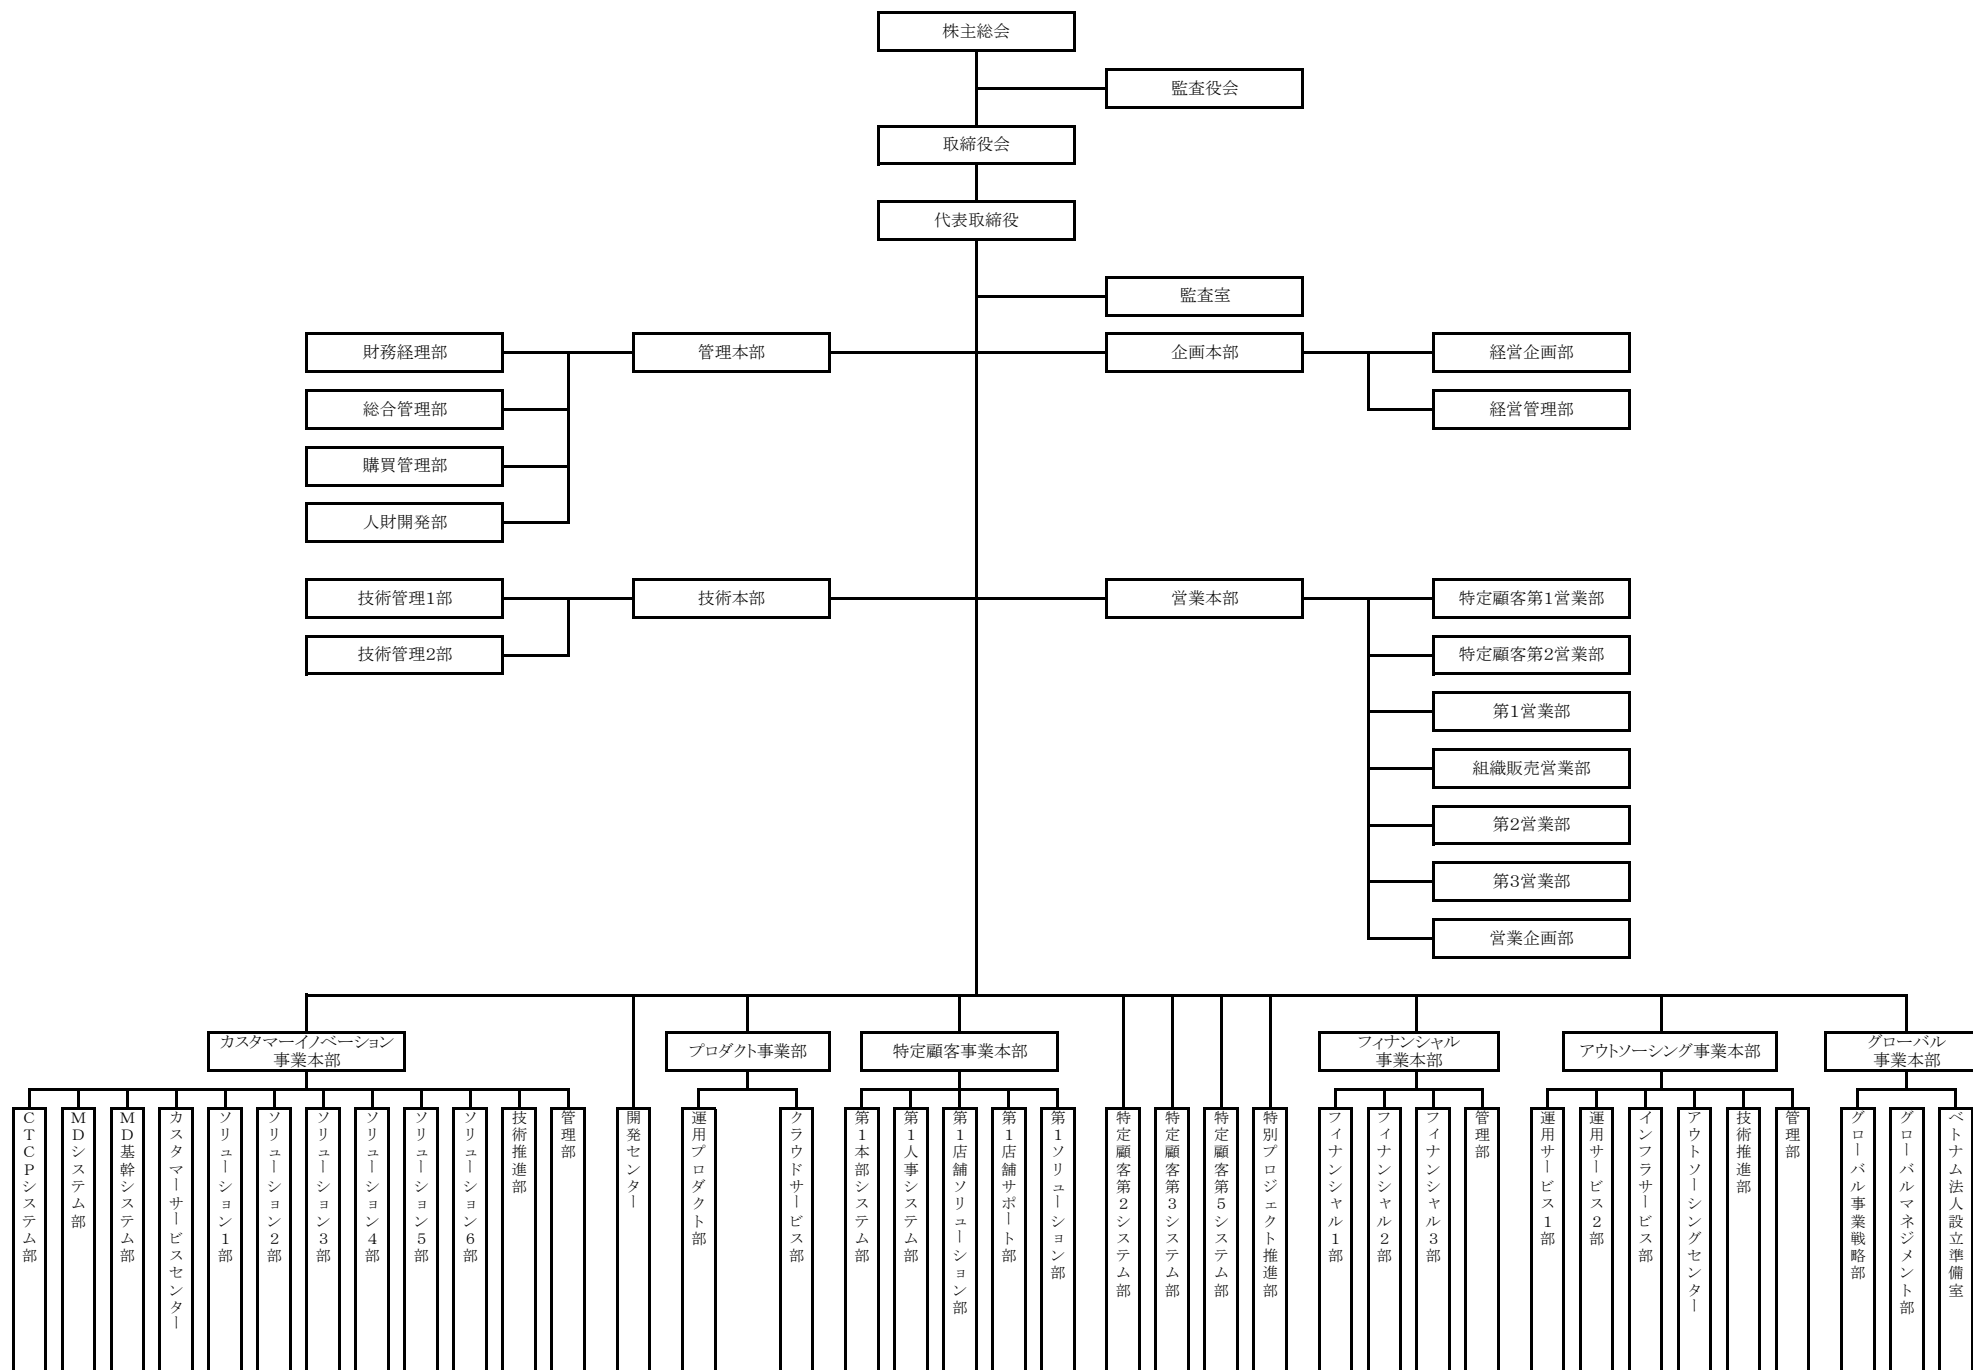 株主総会
監査役会
取締役会
代表取締役
監査室
財務経理部
管理本部
企画本部
経営企画部
総合管理部
経営管理部
購買管理部
人財開発部
技術管理1部
技術本部
営業本部
特定顧客第1営業部
技術管理2部
特定顧客第2営業部
第1営業部
組織販売営業部
第2営業部
第3営業部
営業企画部
カスタマーイノベーション
事業本部
プロダクト事業部
特定顧客事業本部
フィナンシャル
事業本部
アウトソーシング事業本部
グローバル
事業本部
CTCPシステム部
MDシステム部
MD基幹システム部
カスタマーサービスセンター
ソリューション1部
ソリューション2部
ソリューション3部
ソリューション4部
ソリューション5部
ソリューション6部
技術推進部
管理部
開発センター
運用プロダクト部
クラウドサービス部
第1本部システム部
第1人事システム部
第1店舗ソリューション部
第1店舗サポート部
第1ソリューション部
特定顧客第2システム部
特定顧客第3システム部
特定顧客第5システム部
特別プロジェクト推進部
フィナンシャル1部
フィナンシャル2部
フィナンシャル3部
管理部
運用サービス1部
運用サービス2部
インフラサービス部
アウトソーシングセンター
技術推進部
管理部
グローバル事業戦略部
グローバルマネジメント部
ベトナム法人設立準備室